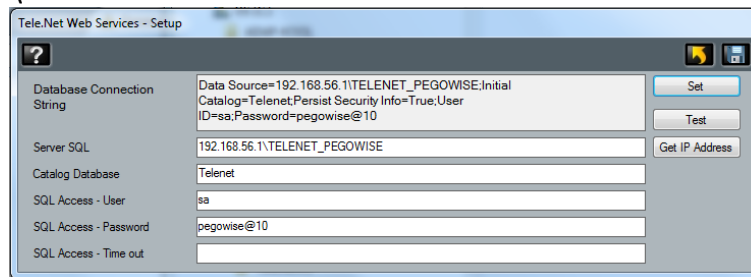 Tele.Net Web Services - Setup
?
Database Connection String
Data Source=192.168.56.1\TELENET_PEGOWISE;Initial
Catalog=Telenet;Persist Security Info=True;User
ID=sa;Password=pegowise@10
Set
Test
Server SQL
192.168.56.1\TELENET_PEGOWISE
Get IP Address
Catalog Database
Telenet
SQL Access - User
sa
SQL Access - Password
pegowise@10
SQL Access - Time out